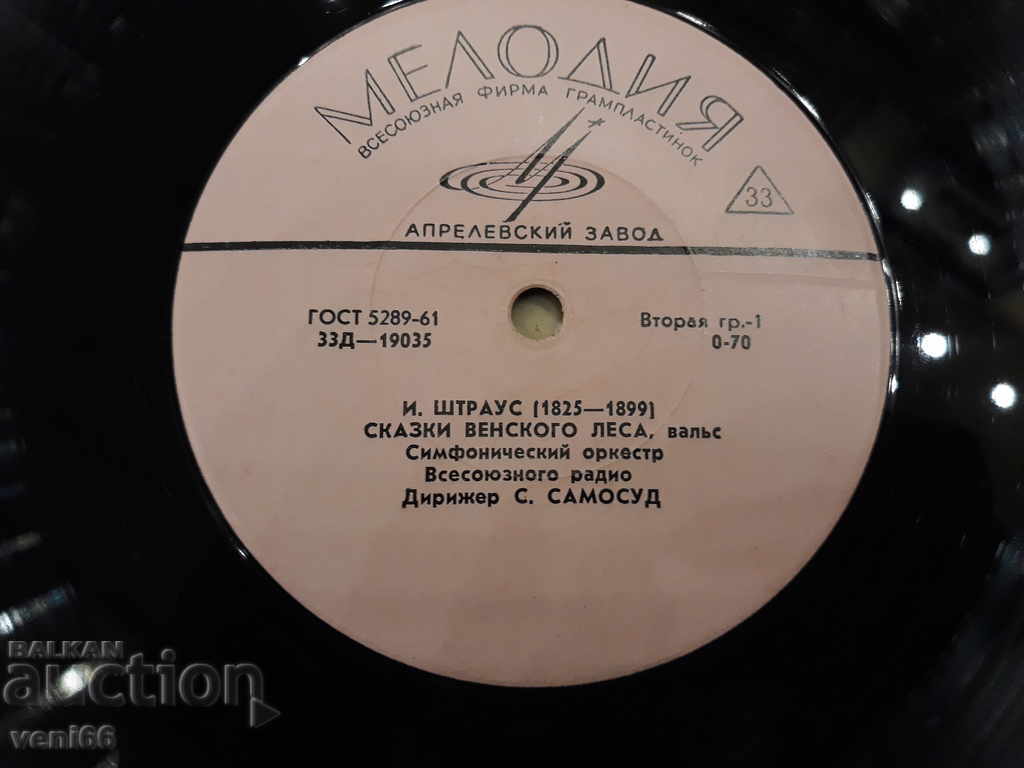 МЕЛОДИЯ
ВСЕСОЮЗНАЯ ФИРМА ГРАМПЛАСТИНОК
33
АПРЕЛЕВСКИЙ ЗАВОД
ГОСТ 5289-61
33Д—19035
Вторая гр.-1
0-70
И. ШТРАУС (1825—1899)
СКАЗКИ ВЕНСКОГО ЛЕСА, вальс
Симфонический оркестр
Всесоюзного радио
Дирижер С. САМОСУД
BALKAN
auction
veni66